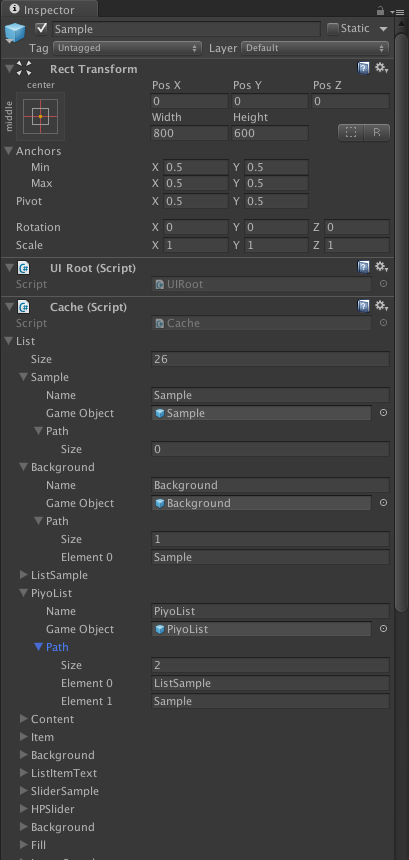 Inspector
Sample
Static
Tag Untagged Layer Default
Rect Transform
center
middle
Pos X Pos Y Pos Z
0 0 0
Width Height
800 600
R
Anchors
Min X 0.5 Y 0.5
Max X 0.5 Y 0.5
Pivot X 0.5 Y 0.5
Rotation X 0 Y 0 Z 0
Scale X 1 Y 1 Z 1
UI Root (Script)
Script UIRoot
Cache (Script)
Script Cache
List
Size 26
Sample
Name Sample
Game Object Sample
Path
Size 0
Background
Name Background
Game Object Background
Path
Size 1
Element 0 Sample
ListSample
PiyoList
Name PiyoList
Game Object PiyoList
Path
Size 2
Element 0 ListSample
Element 1 Sample
Content
Item
Background
ListItemText
SliderSample
HPSlider
Background
Fill